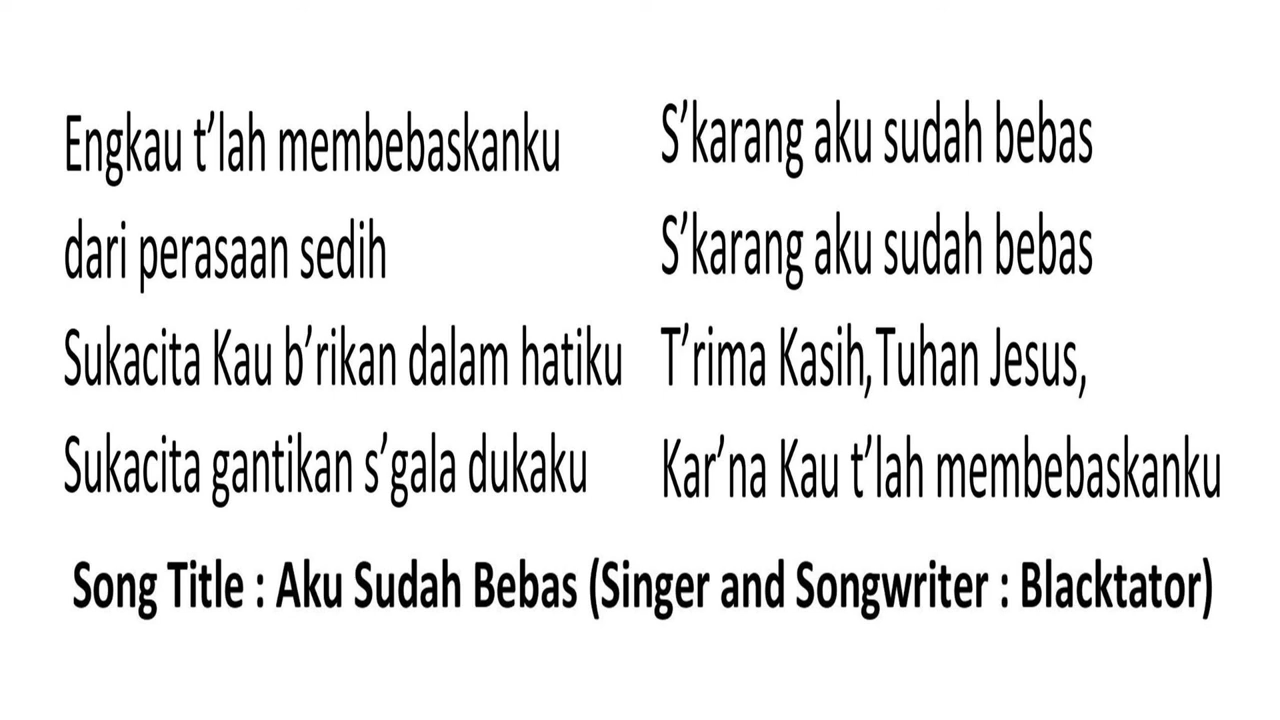 Engkau t’lah membebaskanku
dari perasaan sedih
Sukacita Kau b’rikan dalam hatiku
Sukacita gantikan s’gala dukaku
S’karang aku sudah bebas
S’karang aku sudah bebas
T’rima Kasih,Tuhan Jesus,
Kar’na Kau t’lah membebaskanku
Song Title : Aku Sudah Bebas (Singer and Songwriter : Blacktator)